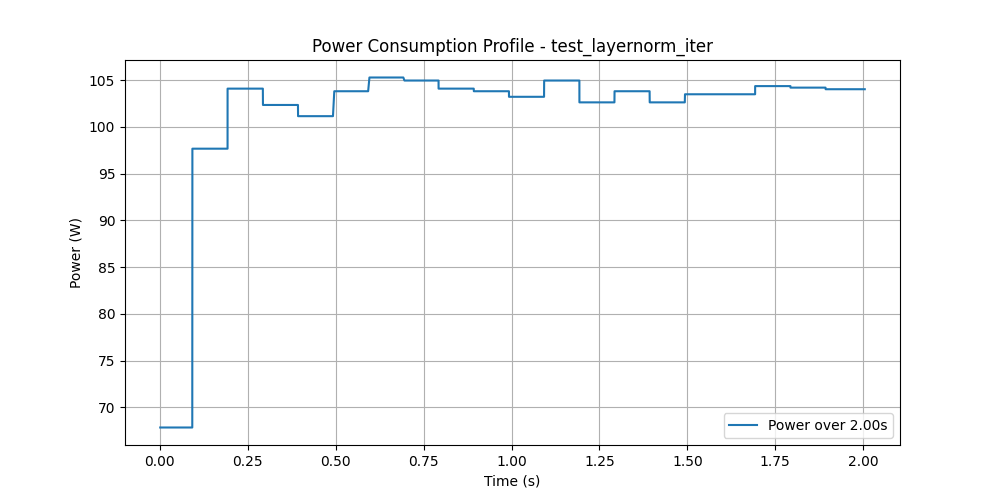 Power Consumption Profile - test_layernorm_iter
Power (W)
105
100
95
90
85
80
75
70
0.00 0.25 0.50 0.75 1.00 1.25 1.50 1.75 2.00
Time (s)
Power over 2.00s